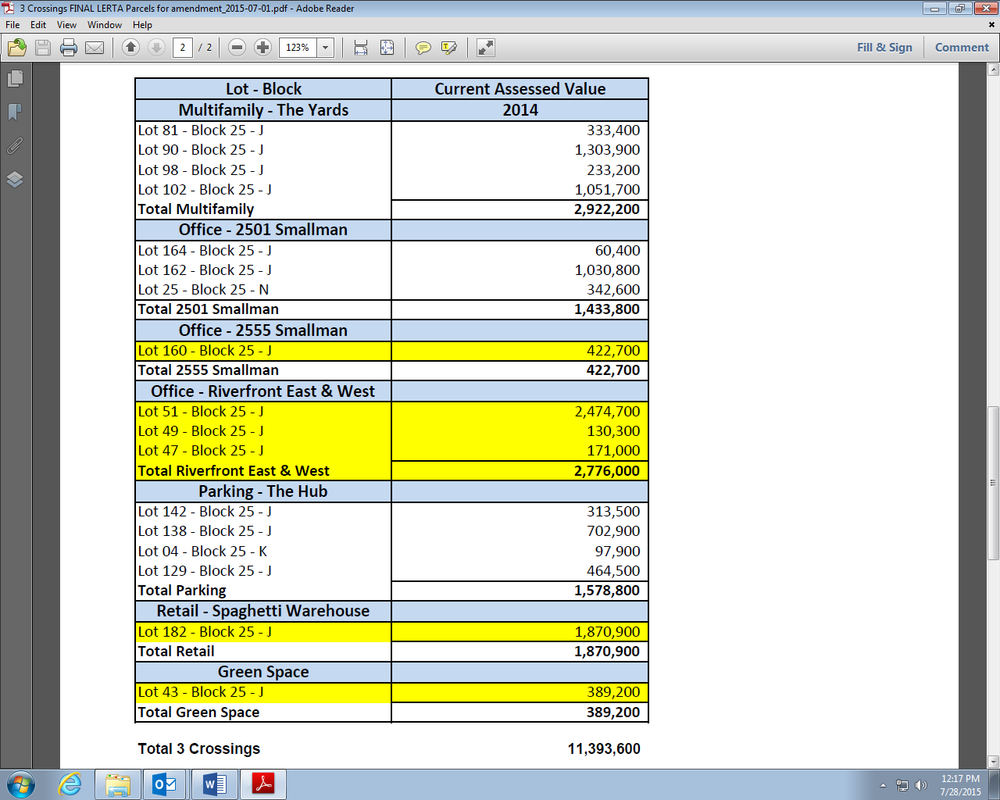 3 Crossings FINAL LERTA Parcels for amendment_2015-07-01.pdf - Adobe Reader
File Edit View Window Help
2 / 2 123% Fill & Sign Comment
Lot - Block Current Assessed Value
Multifamily - The Yards 2014
Lot 81 - Block 25 - J 333,400
Lot 90 - Block 25 - J 1,303,900
Lot 98 - Block 25 - J 233,200
Lot 102 - Block 25 - J 1,051,700
Total Multifamily 2,922,200
Office - 2501 Smallman
Lot 164 - Block 25 - J 60,400
Lot 162 - Block 25 - J 1,030,800
Lot 25 - Block 25 - N 342,600
Total 2501 Smallman 1,433,800
Office - 2555 Smallman
Lot 160 - Block 25 - J 422,700
Total 2555 Smallman 422,700
Office - Riverfront East & West
Lot 51 - Block 25 - J 2,474,700
Lot 49 - Block 25 - J 130,300
Lot 47 - Block 25 - J 171,000
Total Riverfront East & West 2,776,000
Parking - The Hub
Lot 142 - Block 25 - J 313,500
Lot 138 - Block 25 - J 702,900
Lot 04 - Block 25 - K 97,900
Lot 129 - Block 25 - J 464,500
Total Parking 1,578,800
Retail - Spaghetti Warehouse
Lot 182 - Block 25 - J 1,870,900
Total Retail 1,870,900
Green Space
Lot 43 - Block 25 - J 389,200
Total Green Space 389,200
Total 3 Crossings 11,393,600
12:17 PM
7/28/2015